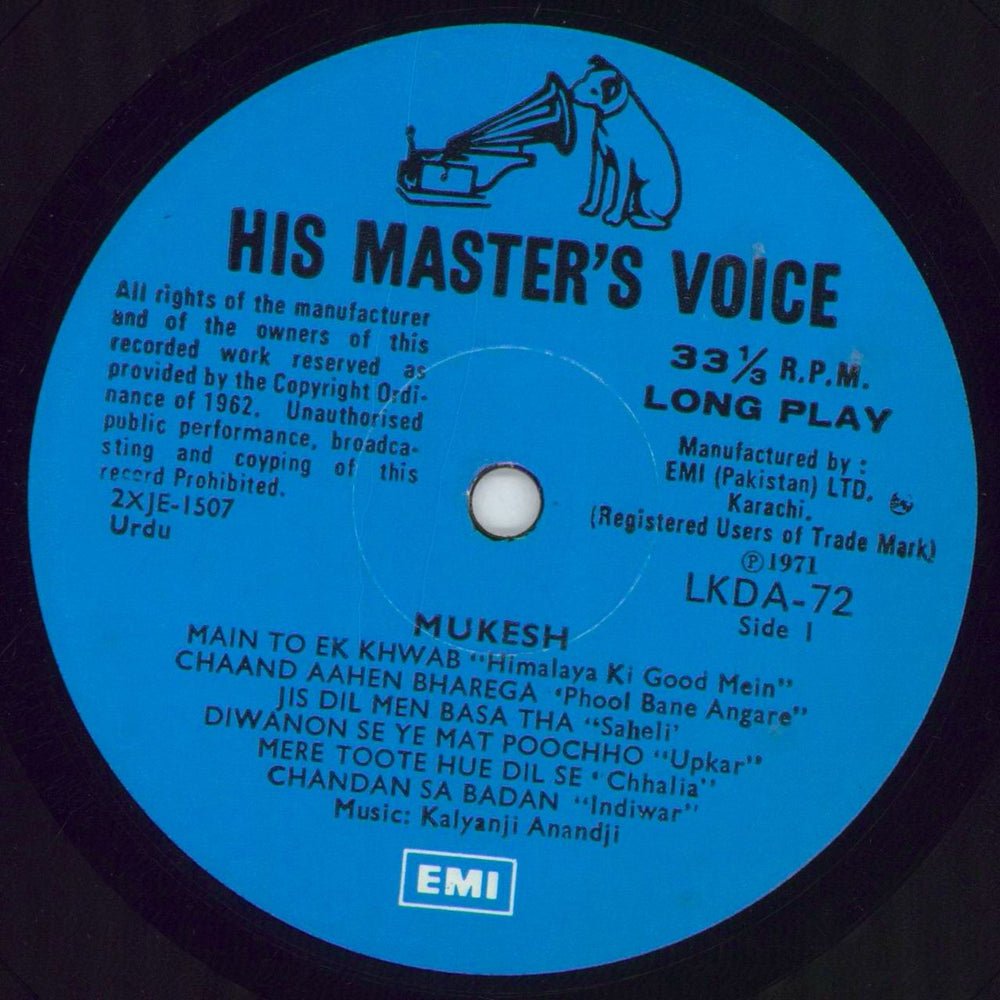 HIS MASTER'S VOICE
All rights of the manufacturer
and of the owners of this
recorded work reserved as
provided by the Copyright Ordi-
nance of 1962. Unauthorised
public performance, broadca-
sting and coyping of this
record Prohibited.
2XJE-1507
Urdu
33⅓ R.P.M.
LONG PLAY
Manufactured by :
EMI (Pakistan) LTD.
Karachi.
(Registered Users of Trade Mark)
Ⓟ1971
LKDA-72
Side 1
MUKESH
MAIN TO EK KHWAB "Himalaya Ki Good Mein"
CHAAND AAHEN BHAREGA 'Phool Bane Angare"
JIS DIL MEN BASA THA "Saheli'
DIWANON SE YE MAT POOCHHO "Upkar"
MERE TOOTE HUE DIL SE ' Chhalia"
CHANDAN SA BADAN "Indiwar"
Music: Kalyanji Anandji
EMI